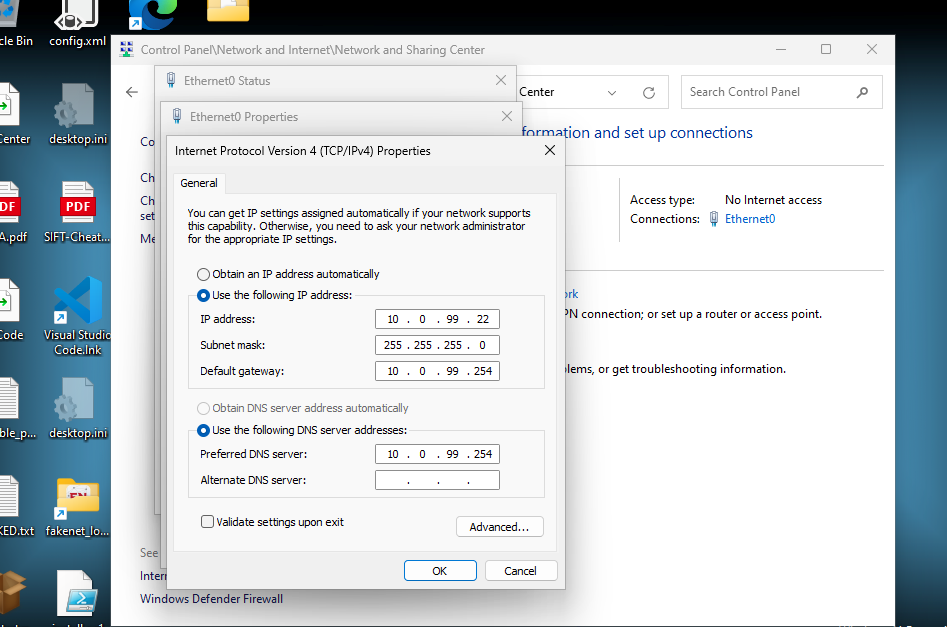 cle Bin
config.xml
Center
desktop.ini
PDF
A.pdf
SIFT-Cheat...
Code
Visual Studio
Code.lnk
ble_p...
desktop.ini
KED.txt
fakenet_lo...
Control Panel\Network and Internet\Network and Sharing Center
Ethernet0 Status
Center
Search Control Panel
Ethernet0 Properties
formation and set up connections
Co
Ch
Ch
set
Me
Access type: No Internet access
Connections: Ethernet0
ork
PN connection; or set up a router or access point.
lems, or get troubleshooting information.
See
Inter
Windows Defender Firewall
Internet Protocol Version 4 (TCP/IPv4) Properties
General
You can get IP settings assigned automatically if your network supports
this capability. Otherwise, you need to ask your network administrator
for the appropriate IP settings.
Obtain an IP address automatically
Use the following IP address:
IP address: 10 . 0 . 99 . 22
Subnet mask: 255 . 255 . 255 . 0
Default gateway: 10 . 0 . 99 . 254
Obtain DNS server address automatically
Use the following DNS server addresses:
Preferred DNS server: 10 . 0 . 99 . 254
Alternate DNS server: . . .
Validate settings upon exit
Advanced...
OK
Cancel